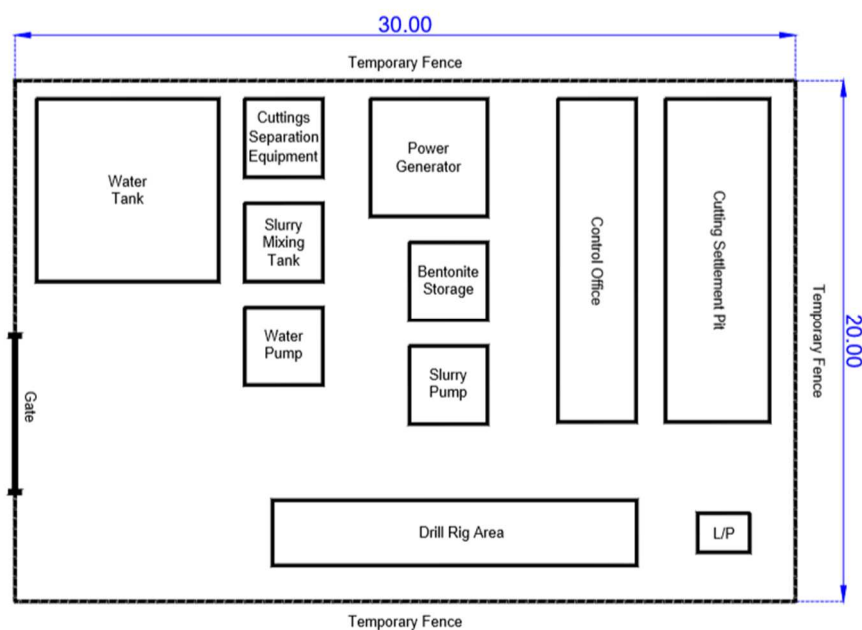 30.00
Temporary Fence
Water
Tank
Cuttings
Separation
Equipment
Power
Generator
Slurry
Mixing
Tank
Bentonite
Storage
Control Office
Cutting Settlement Pit
Temporary Fence
20.00
Water
Pump
Slurry
Pump
Gate
Drill Rig Area
L/P
Temporary Fence